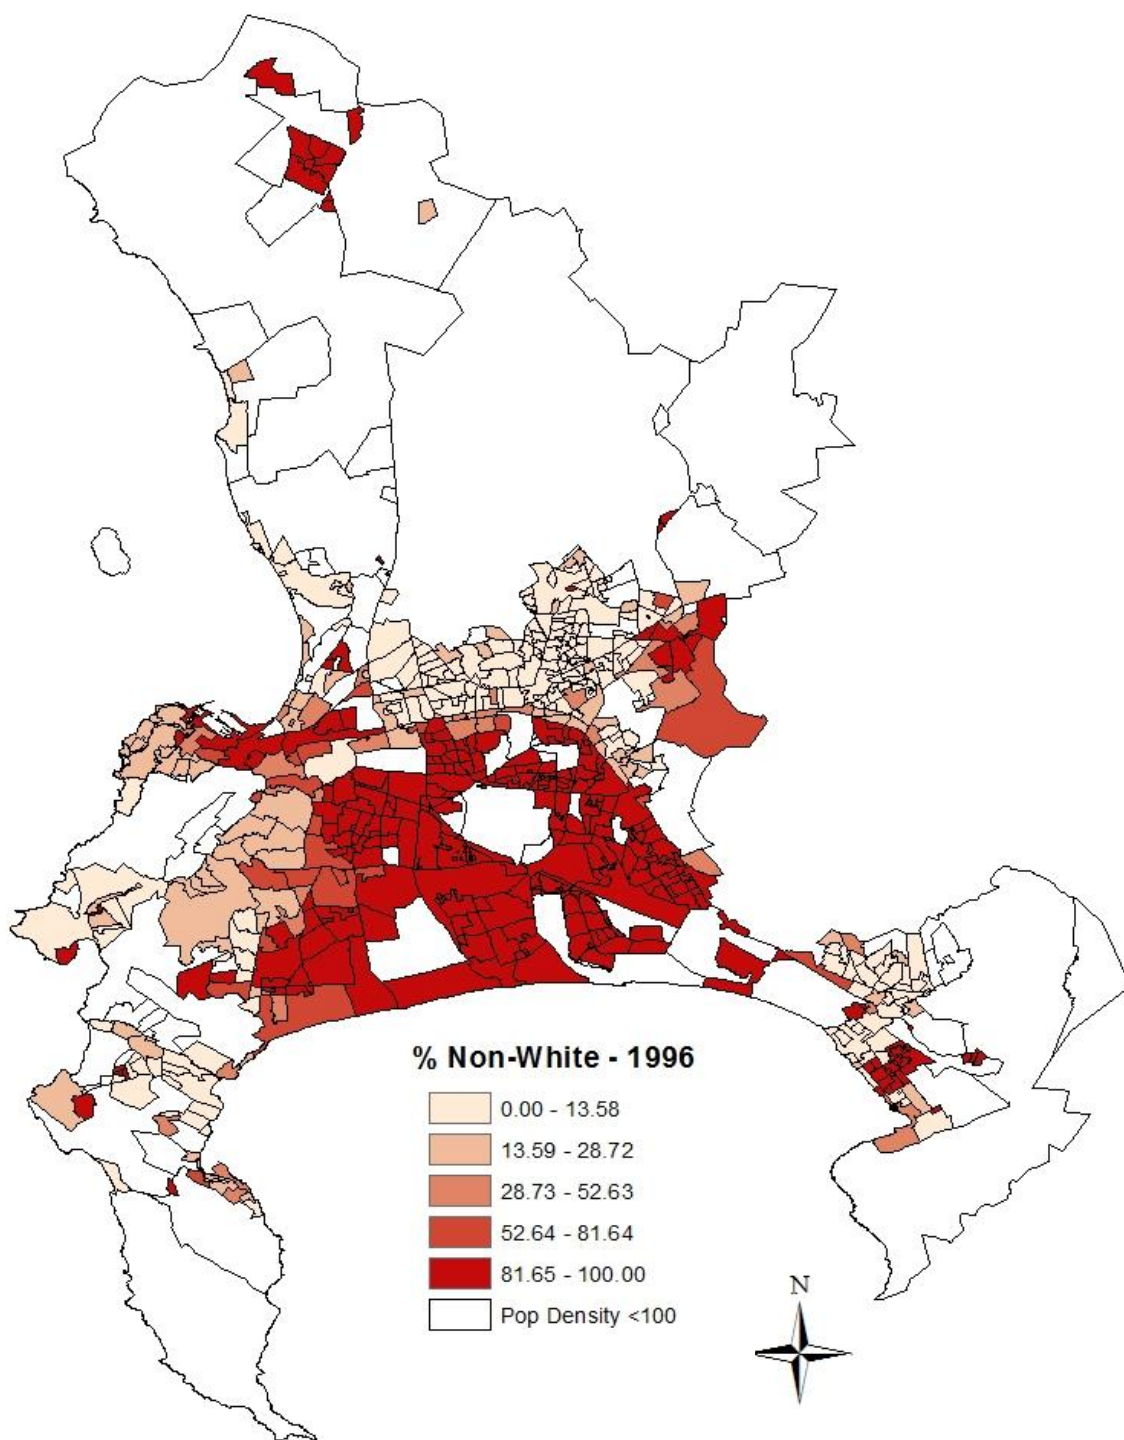 % Non-White - 1996
0.00 - 13.58
13.59 - 28.72
28.73 - 52.63
52.64 - 81.64
81.65 - 100.00
Pop Density <100
N